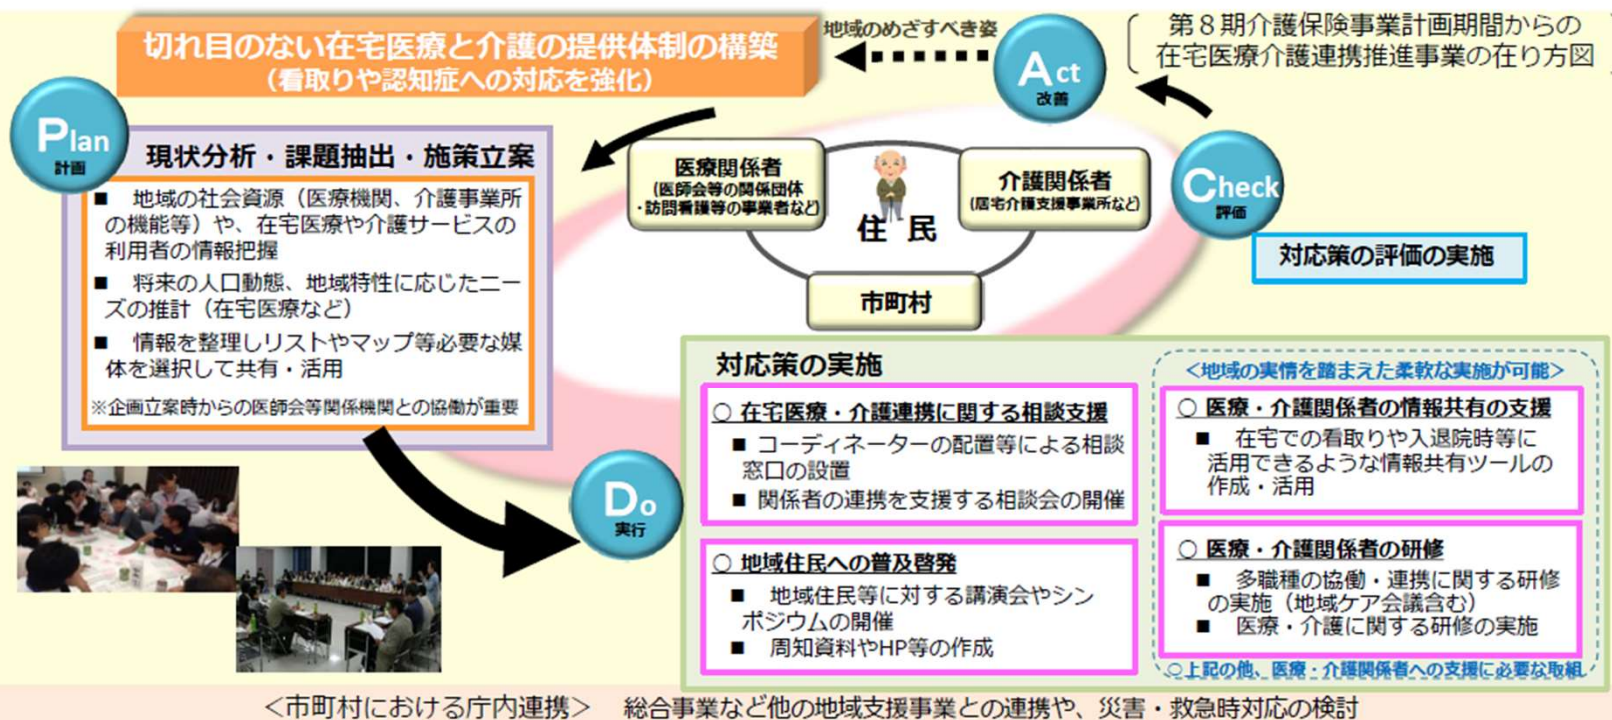 切れ目のない在宅医療と介護の提供体制の構築
（看取りや認知症への対応を強化）
地域のめざすべき姿
Act
改善
第８期介護保険事業計画期間からの
在宅医療介護連携推進事業の在り方図
Plan
計画
現状分析・課題抽出・施策立案
■ 地域の社会資源（医療機関、介護事業所
の機能等）や、在宅医療や介護サービスの
利用者の情報把握
■ 将来の人口動態、地域特性に応じたニー
ズの推計（在宅医療など）
■ 情報を整理しリストやマップ等必要な媒
体を選択して共有・活用
※企画立案時からの医師会等関係機関との協働が重要
医療関係者
（医師会等の関係団体
・訪問看護等の事業者など）
住 民
介護関係者
（居宅介護支援事業所など）
市町村
Check
評価
対応策の評価の実施
Do
実行
対応策の実施
○ 在宅医療・介護連携に関する相談支援
■ コーディネーターの配置等による相談
窓口の設置
■ 関係者の連携を支援する相談会の開催
○ 地域住民への普及啓発
■ 地域住民等に対する講演会やシン
ポジウムの開催
■ 周知資料やHP等の作成
＜地域の実情を踏まえた柔軟な実施が可能＞
○ 医療・介護関係者の情報共有の支援
■ 在宅での看取りや入退院時等に
活用できるような情報共有ツールの
作成・活用
○ 医療・介護関係者の研修
■ 多職種の協働・連携に関する研修
の実施（地域ケア会議含む）
■ 医療・介護に関する研修の実施
○上記の他、医療・介護関係者への支援に必要な取組
＜市町村における庁内連携＞ 総合事業など他の地域支援事業との連携や、災害・救急時対応の検討